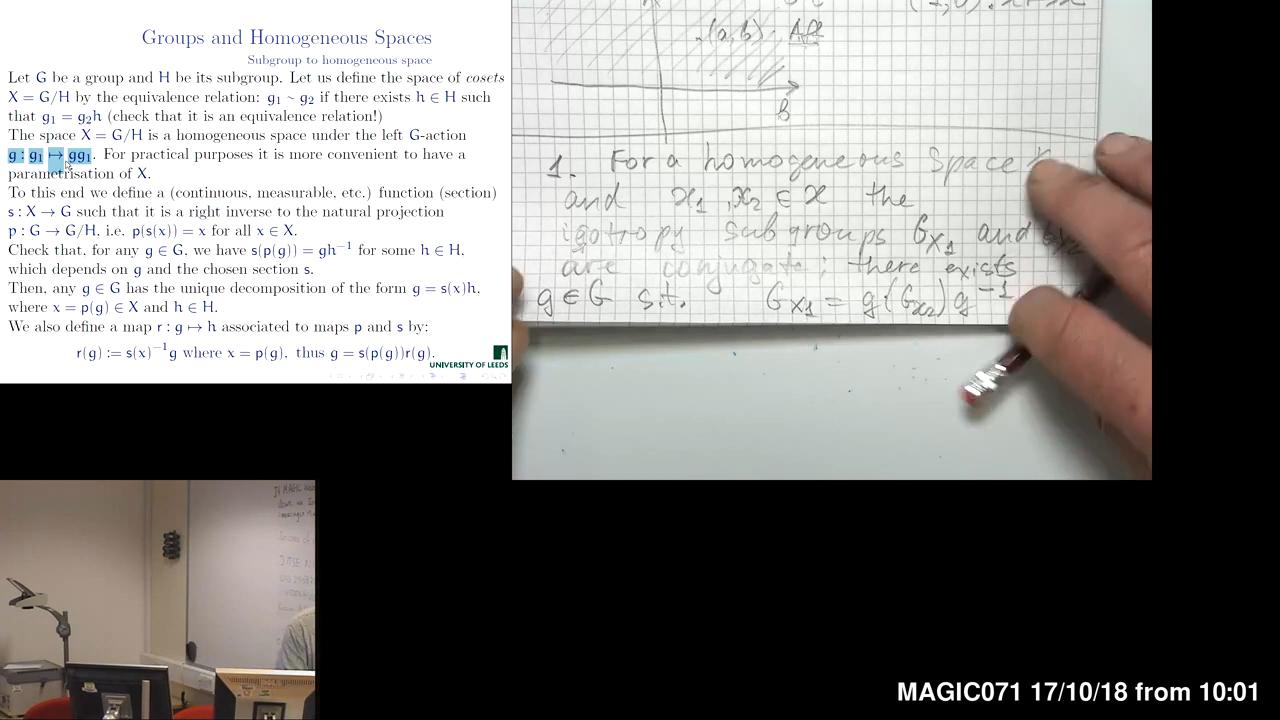 Groups and Homogeneous Spaces
Subgroup to homogeneous space
Let G be a group and H be its subgroup. Let us define the space of cosets
X = G/H by the equivalence relation: g₁ ~ g₂ if there exists h ∈ H such
that g₁ = g₂h (check that it is an equivalence relation!)
The space X = G/H is a homogeneous space under the left G-action
g : g₁ ↦ gg₁. For practical purposes it is more convenient to have a
parametrisation of X.
To this end we define a (continuous, measurable, etc.) function (section)
s : X → G such that it is a right inverse to the natural projection
p : G → G/H, i.e. p(s(x)) = x for all x ∈ X.
Check that, for any g ∈ G, we have s(p(g)) = gh⁻¹ for some h ∈ H,
which depends on g and the chosen section s.
Then, any g ∈ G has the unique decomposition of the form g = s(x)h,
where x = p(g) ∈ X and h ∈ H.
We also define a map r : g ↦ h associated to maps p and s by:
r(g) := s(x)⁻¹g where x = p(g), thus g = s(p(g))r(g).
UNIVERSITY OF LEEDS
(a,b) Aff
b
1. For a homogeneous Space
and x₁, x₂ ∈ X the
isotropy subgroups Gx₁ and Gx₂
are conjugate: there exists
g ∈ G s.t. Gx₁ = g(Gx₂)g⁻¹
MAGIC071 17/10/18 from 10:01